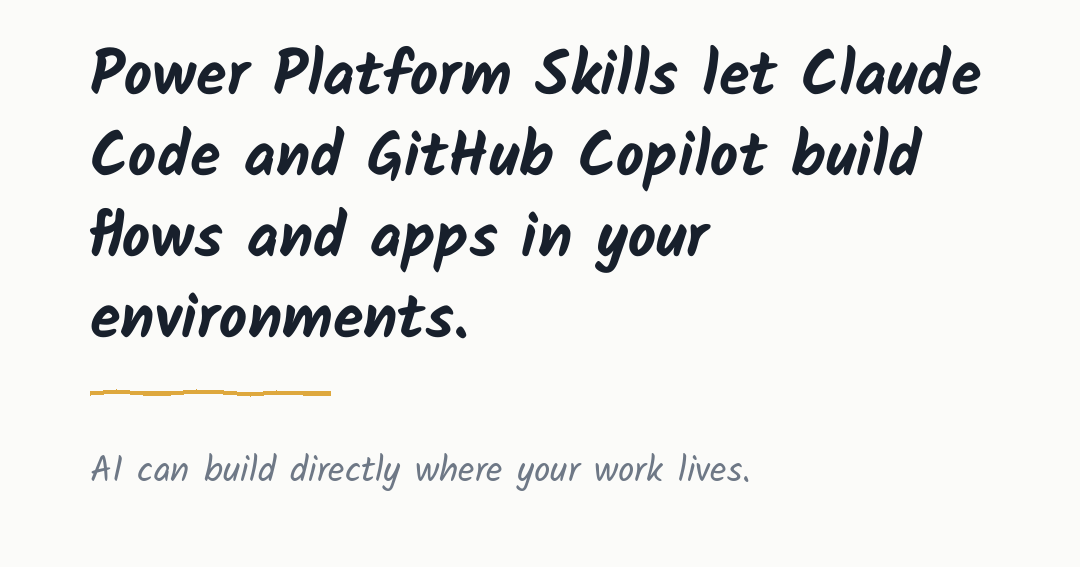 Power Platform Skills let Claude
Code and GitHub Copilot build
flows and apps in your
environments.
AI can build directly where your work lives.